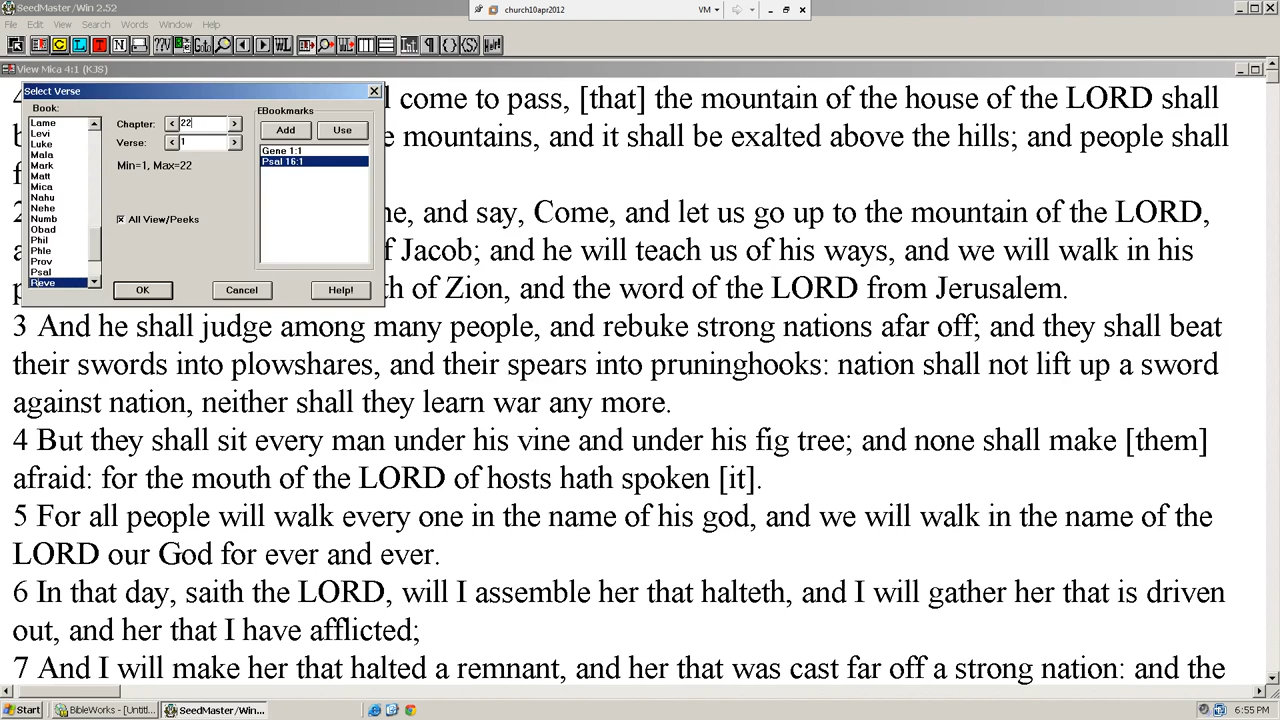 SeedMaster/Win 2.52
church10apr2012
VM
File Edit View Search Words Window Help
View Mica 4:1 (KJ8)
Select Verse
Book:
Lame
Levi
Luke
Mala
Mark
Matt
Mica
Nahu
Nehe
Numb
Obad
Phil
Phle
Prov
Psal
Reve
Chapter: < 22 >
Verse: < 1 >
Min=1, Max=22
All View/Peeks
EBookmarks
Add Use
Gene 1:1
Psal 16:1
OK Cancel Help!
4 l come to pass, [that] the mountain of the house of the LORD shall
e mountains, and it shall be exalted above the hills; and people shall
2 ne, and say, Come, and let us go up to the mountain of the LORD,
f Jacob; and he will teach us of his ways, and we will walk in his
th of Zion, and the word of the LORD from Jerusalem.
3 And he shall judge among many people, and rebuke strong nations afar off; and they shall beat
their swords into plowshares, and their spears into pruninghooks: nation shall not lift up a sword
against nation, neither shall they learn war any more.
4 But they shall sit every man under his vine and under his fig tree; and none shall make [them]
afraid: for the mouth of the LORD of hosts hath spoken [it].
5 For all people will walk every one in the name of his god, and we will walk in the name of the
LORD our God for ever and ever.
6 In that day, saith the LORD, will I assemble her that halteth, and I will gather her that is driven
out, and her that I have afflicted;
7 And I will make her that halted a remnant, and her that was cast far off a strong nation: and the
Start BibleWorks - [Untitl... SeedMaster/Win... 6:55 PM